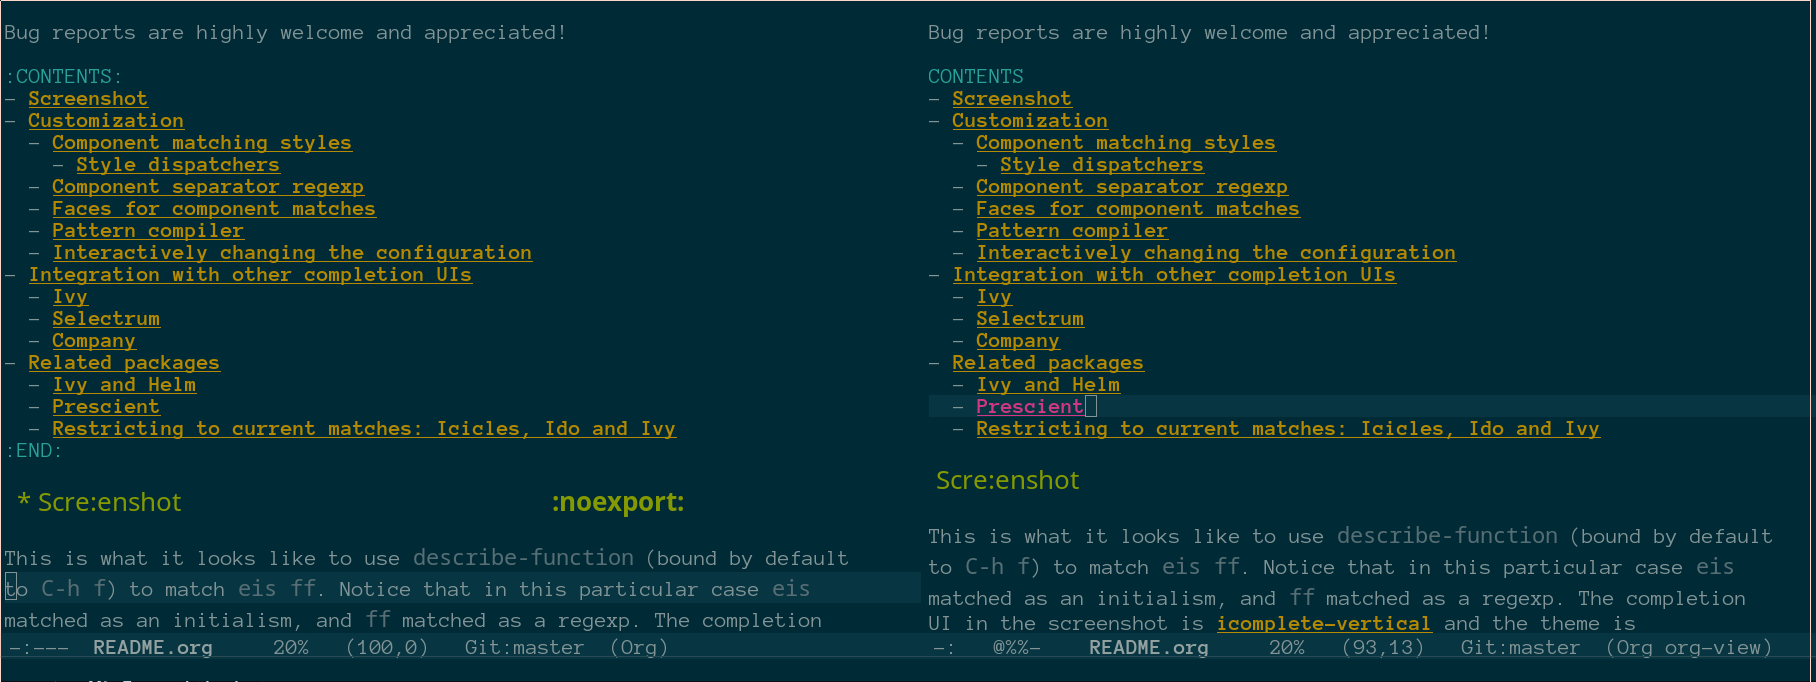 Bug reports are highly welcome and appreciated!
:CONTENTS:
- Screenshot
- Customization
- Component matching styles
- Style dispatchers
- Component separator regexp
- Faces for component matches
- Pattern compiler
- Interactively changing the configuration
- Integration with other completion UIs
- Ivy
- Selectrum
- Company
- Related packages
- Ivy and Helm
- Prescient
- Restricting to current matches: Icicles, Ido and Ivy
:END:
* Scre:enshot :noexport:
This is what it looks like to use describe-function (bound by default
to C-h f) to match eis ff. Notice that in this particular case eis
matched as an initialism, and ff matched as a regexp. The completion
-:--- README.org 20% (100,0) Git:master (Org)
Bug reports are highly welcome and appreciated!
CONTENTS
- Screenshot
- Customization
- Component matching styles
- Style dispatchers
- Component separator regexp
- Faces for component matches
- Pattern compiler
- Interactively changing the configuration
- Integration with other completion UIs
- Ivy
- Selectrum
- Company
- Related packages
- Ivy and Helm
- Prescient
- Restricting to current matches: Icicles, Ido and Ivy
Scre:enshot
This is what it looks like to use describe-function (bound by default
to C-h f) to match eis ff. Notice that in this particular case eis
matched as an initialism, and ff matched as a regexp. The completion
UI in the screenshot is icomplete-vertical and the theme is
-: @%%- README.org 20% (93,13) Git:master (Org org-view)